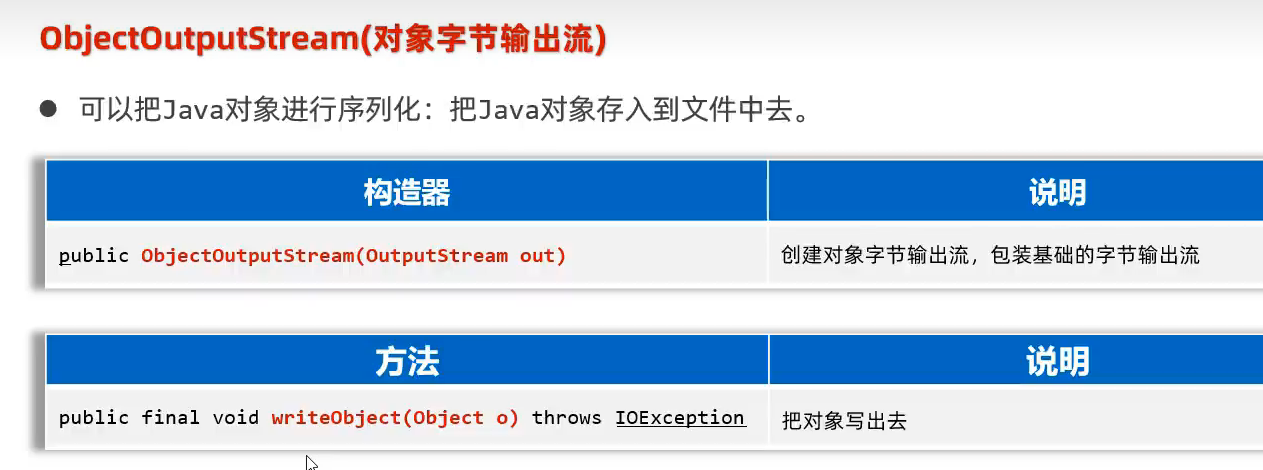 ObjectOutputStream(对象字节输出流)
● 可以把Java对象进行序列化：把Java对象存入到文件中去。
构造器 说明
public ObjectOutputStream(OutputStream out) 创建对象字节输出流，包装基础的字节输出流
方法 说明
public final void writeObject(Object o) throws IOException 把对象写出去